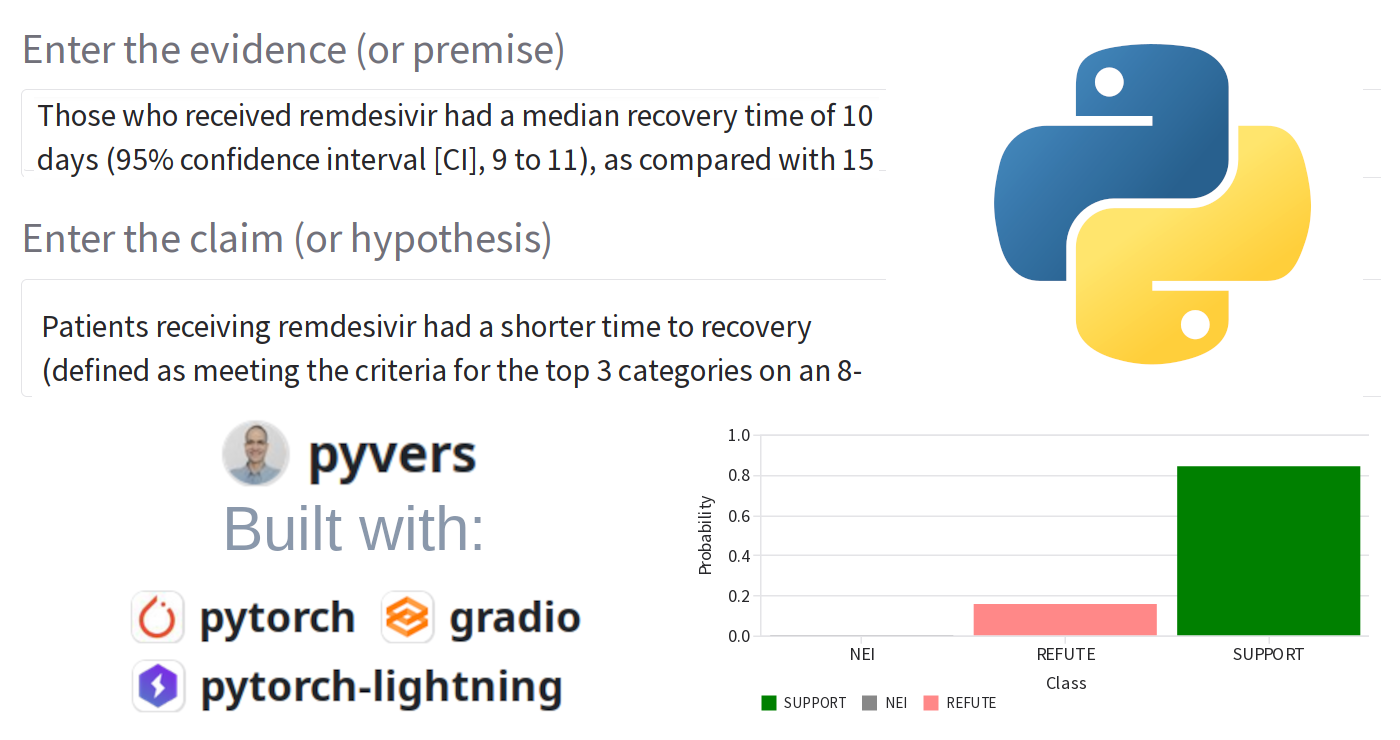 Enter the evidence (or premise)
Those who received remdesivir had a median recovery time of 10
days (95% confidence interval [CI], 9 to 11), as compared with 15
Enter the claim (or hypothesis)
Patients receiving remdesivir had a shorter time to recovery
(defined as meeting the criteria for the top 3 categories on an 8-
pyvers
Built with:
pytorch gradio
pytorch-lightning
1.0
0.8
0.6
0.4
0.2
0.0
Probability
NEI REFUTE SUPPORT
Class
SUPPORT NEI REFUTE